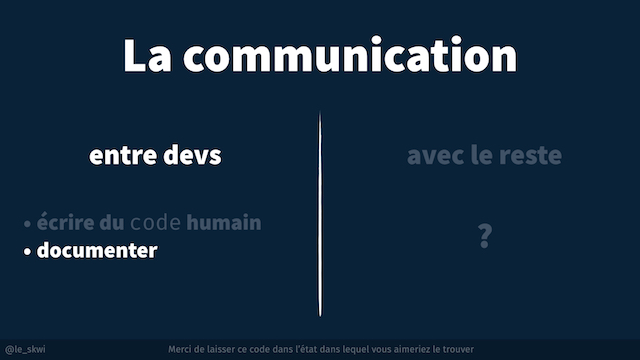 La communication
entre devs
• écrire du code humain
• documenter
avec le reste
?
@le_skwi
Merci de laisser ce code dans l'état dans lequel vous aimeriez le trouver